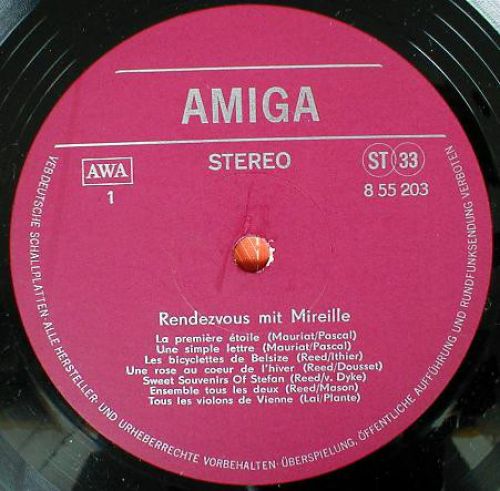 AMIGA
STEREO
AWA
1
ST 33
8 55 203
Rendezvous mit Mireille
La première étoile (Mauriat/Pascal)
Une simple lettre (Mauriat/Pascal)
Les bicyclettes de Belsize (Reed/Ithier)
Une rose au coeur de l'hiver (Reed/Dousset)
Sweet Souvenirs Of Stefan (Reed/v. Dyke)
Ensemble tous les deux (Reed/Mason)
Tous les violons de Vienne (Lai/Plante)
VEB DEUTSCHE SCHALLPLATTEN · ALLE HERSTELLER- UND URHEBERRECHTE VORBEHALTEN · ÜBERSPIELUNG, ÖFFENTLICHE AUFFÜHRUNG UND RUNDFUNKSENDUNG VERBOTEN